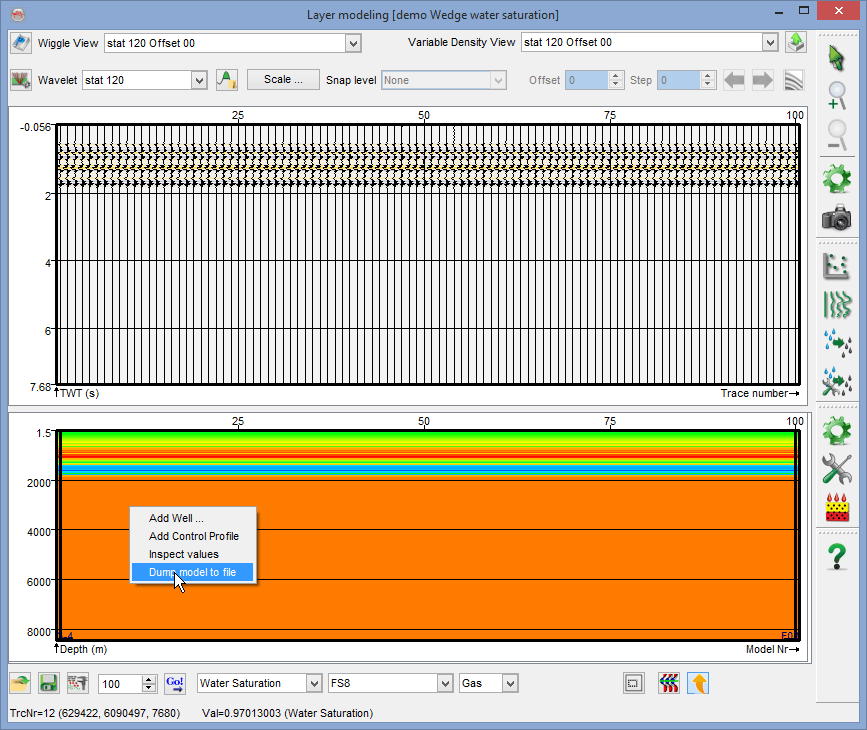 Layer modeling [demo Wedge water saturation]
Wiggle View stat 120 Offset 00 Variable Density View stat 120 Offset 00
Wavelet stat 120 Scale ... Snap level None Offset 0 Step 0
25 50 75 100
-0.056
2
4
6
7.68
TWT (s) Trace number
25 50 75 100
1.5
2000
4000
6000
8000
Add Well ...
Add Control Profile
Inspect values
Dump model to file
Depth (m) Model Nr
100 Go! Water Saturation FS8 Gas
TrcNr=12 (629422, 6090497, 7680) Val=0.97013003 (Water Saturation)